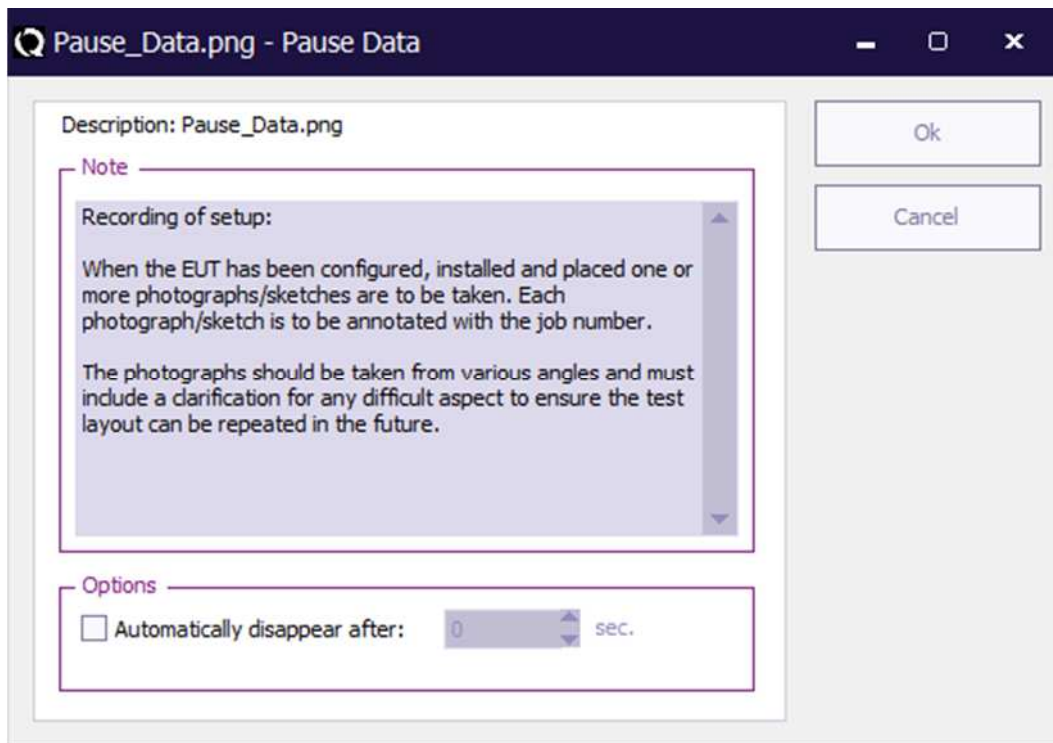 Pause_Data.png - Pause Data
Description: Pause_Data.png
Ok
Note
Cancel
Recording of setup:
When the EUT has been configured, installed and placed one or
more photographs/sketches are to be taken. Each
photograph/sketch is to be annotated with the job number.
The photographs should be taken from various angles and must
include a clarification for any difficult aspect to ensure the test
layout can be repeated in the future.
Options
Automatically disappear after: 0 sec.